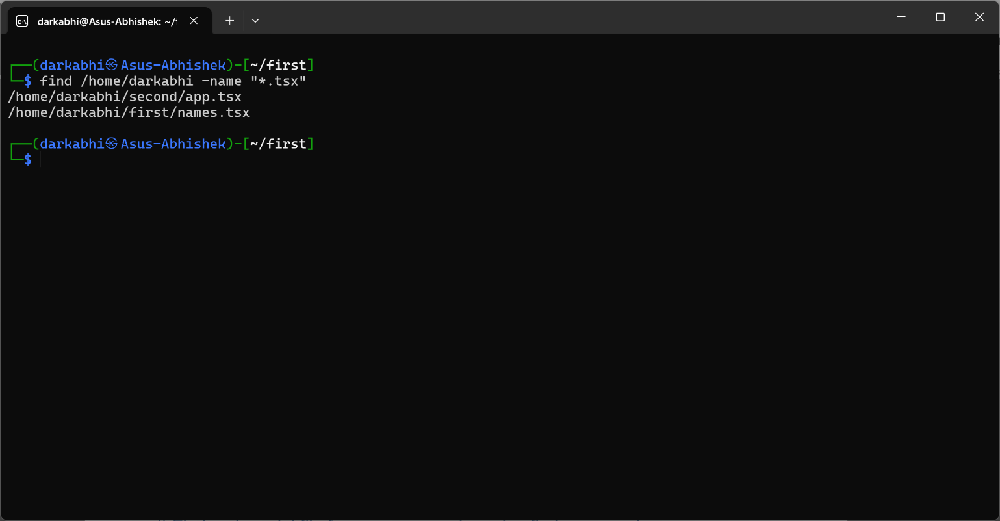 darkabhi@Asus-Abhishek: ~/
┌──(darkabhi㉿Asus-Abhishek)-[~/first]
└─$ find /home/darkabhi -name "*.tsx"
/home/darkabhi/second/app.tsx
/home/darkabhi/first/names.tsx
┌──(darkabhi㉿Asus-Abhishek)-[~/first]
└─$